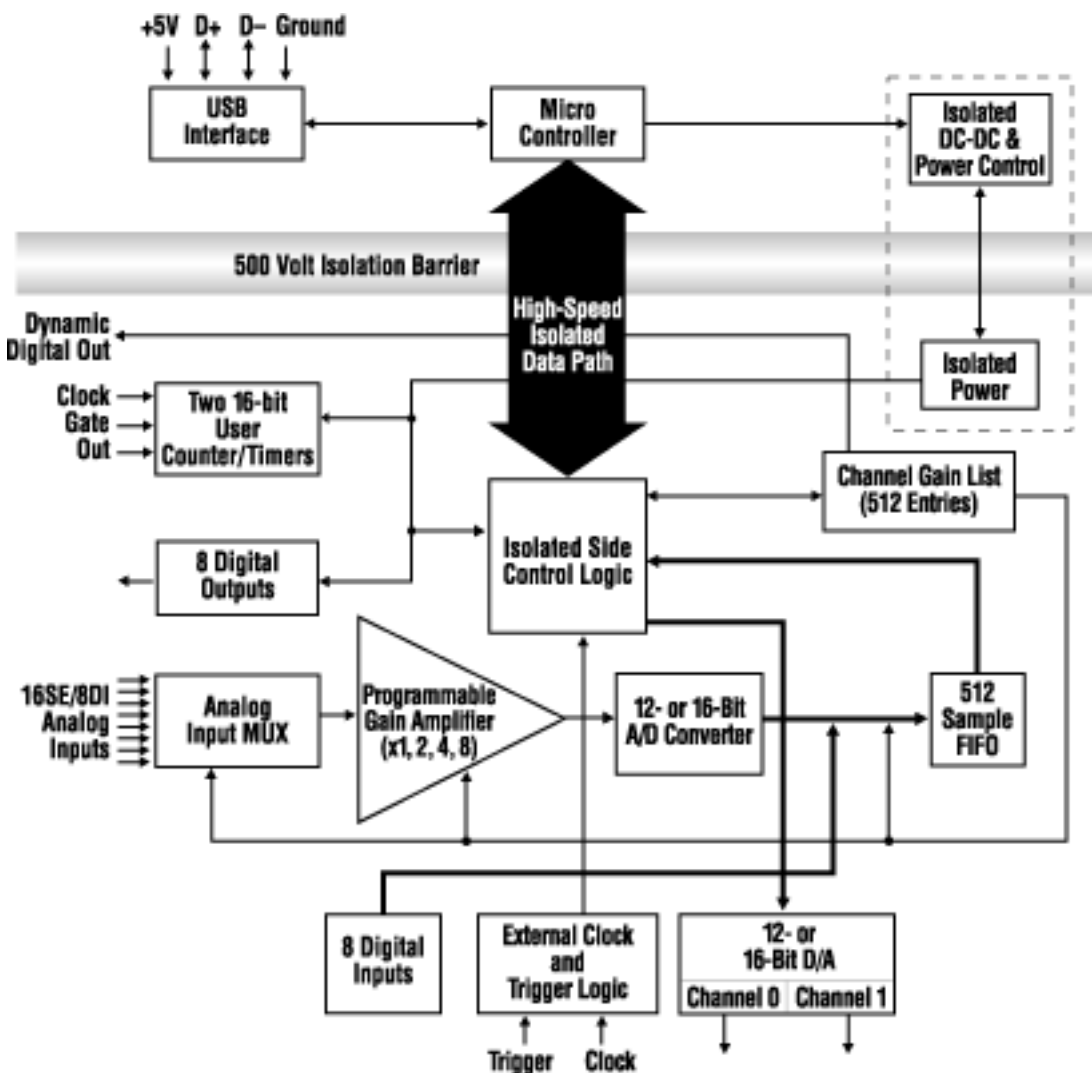 +5V D+ D– Ground
USB
Interface
Micro
Controller
Isolated
DC-DC &
Power Control
500 Volt Isolation Barrier
High-Speed
Isolated
Data Path
Dynamic
Digital Out
Isolated
Power
Clock
Gate
Out
Two 16-bit
User
Counter/Timers
Channel Gain List
(512 Entries)
Isolated Side
Control Logic
8 Digital
Outputs
16SE/8DI
Analog
Inputs
Analog
Input MUX
Programmable
Gain Amplifier
(x1, 2, 4, 8)
12- or 16-Bit
A/D Converter
512
Sample
FIFO
8 Digital
Inputs
External Clock
and
Trigger Logic
12- or
16-Bit D/A
Channel 0 Channel 1
Trigger Clock